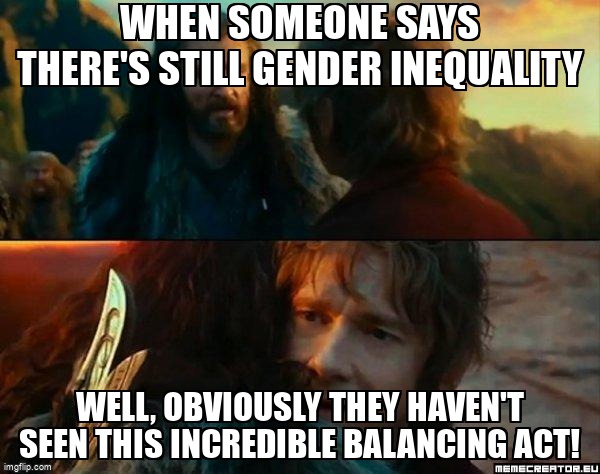 WHEN SOMEONE SAYS
THERE'S STILL GENDER INEQUALITY
WELL, OBVIOUSLY THEY HAVEN'T
SEEN THIS INCREDIBLE BALANCING ACT!
imgflip.com
MEMECREATOR.EU